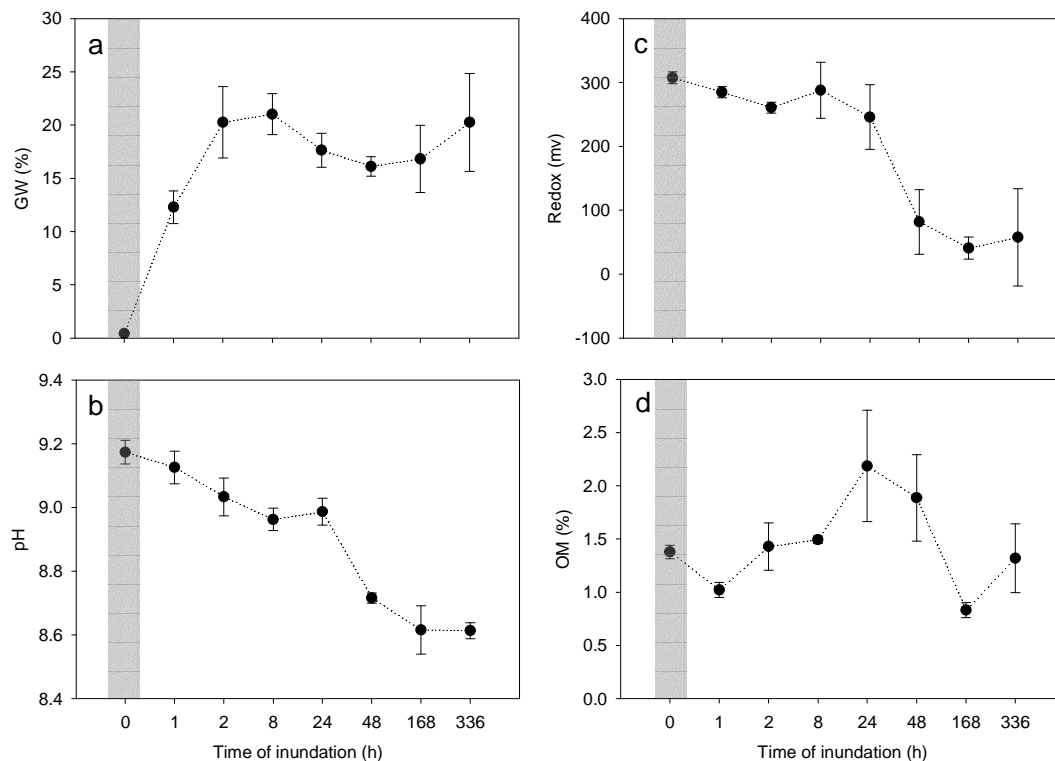 a
GW (%)
30
25
20
15
10
5
0
c
Redox (mv)
400
300
200
100
0
-100
b
pH
9.4
9.2
9.0
8.8
8.6
8.4
0 1 2 8 24 48 168 336
Time of inundation (h)
d
OM (%)
3.0
2.5
2.0
1.5
1.0
0.5
0.0
0 1 2 8 24 48 168 336
Time of inundation (h)